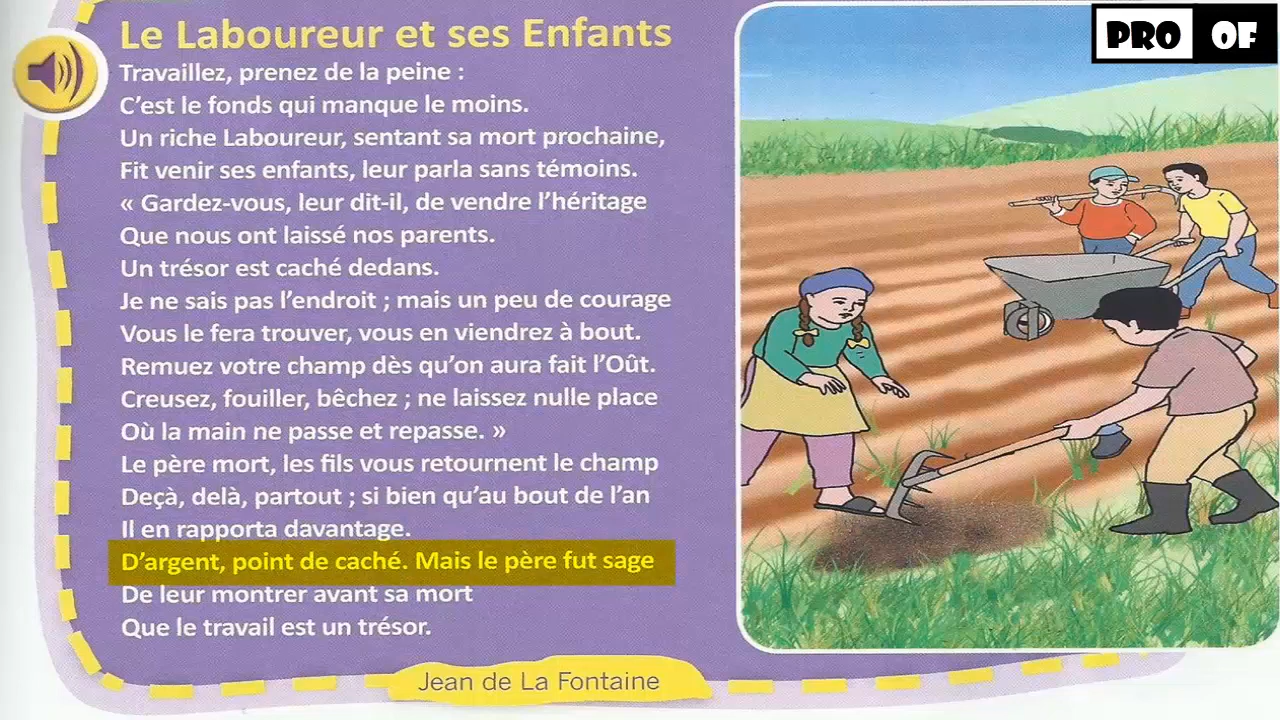 PRO OF
Le Laboureur et ses Enfants
Travaillez, prenez de la peine :
C'est le fonds qui manque le moins.
Un riche Laboureur, sentant sa mort prochaine,
Fit venir ses enfants, leur parla sans témoins.
« Gardez-vous, leur dit-il, de vendre l'héritage
Que nous ont laissé nos parents.
Un trésor est caché dedans.
Je ne sais pas l'endroit ; mais un peu de courage
Vous le fera trouver, vous en viendrez à bout.
Remuez votre champ dès qu'on aura fait l'Oût.
Creusez, fouiller, bêchez ; ne laissez nulle place
Où la main ne passe et repasse. »
Le père mort, les fils vous retournent le champ
Deçà, delà, partout ; si bien qu'au bout de l'an
Il en rapporta davantage.
D'argent, point de caché. Mais le père fut sage
De leur montrer avant sa mort
Que le travail est un trésor.
Jean de La Fontaine